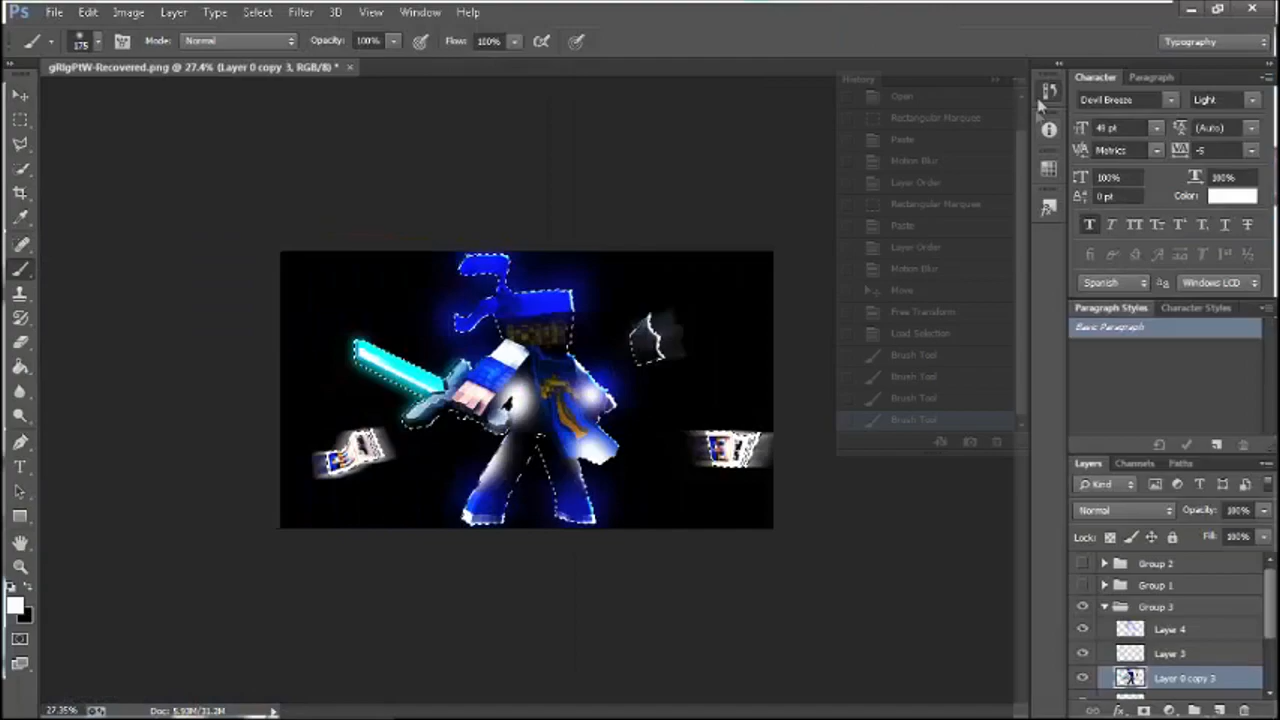 Ps File Edit Image Layer Type Select Filter 3D View Window Help
175 Mode: Normal Opacity: 100% Flow: 100% Typography
gRlgPtW-Recovered.png @ 27.4% (Layer 0 copy 3, RGB/8) * ×
History
Open
Rectangular Marquee
Paste
Motion Blur
Layer Order
Rectangular Marquee
Paste
Layer Order
Motion Blur
Move
Free Transform
Load Selection
Brush Tool
Brush Tool
Brush Tool
Brush Tool
Character Paragraph
Devil Breeze Light
48 pt (Auto)
Metrics -5
100% 100%
0 pt Color:
Spanish Windows LCD
Paragraph Styles Character Styles
Basic Paragraph
Layers Channels Paths
Kind
Normal Opacity: 100%
Lock: Fill: 100%
Group 2
Group 1
Group 3
Layer 4
Layer 3
Layer 0 copy 3
27.35% Doc: 5.93M/31.2M